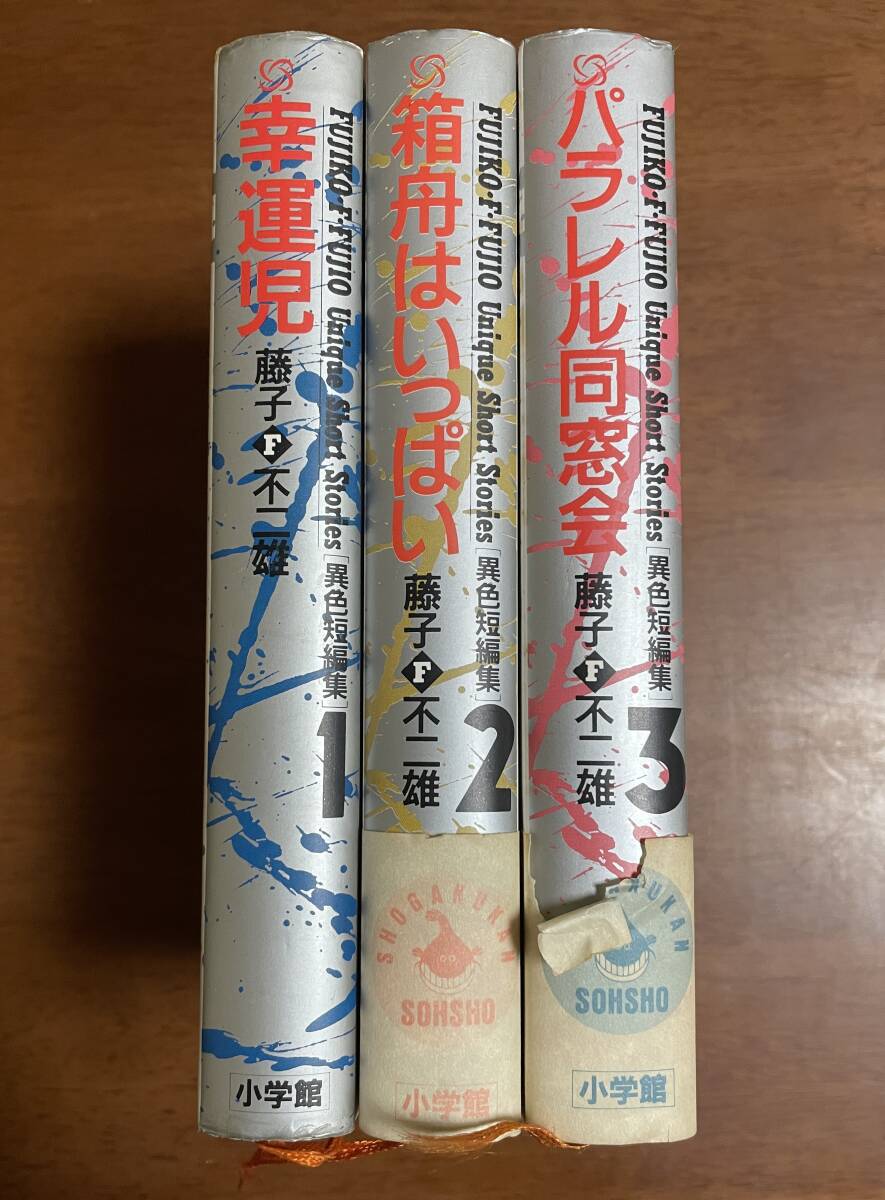 幸運児
FUJIKO・F・FUJIO Unique Short Stories[異色短編集]
藤子F不二雄
1
小学館
箱舟はいっぱい
FUJIKO・F・FUJIO Unique Short Stories[異色短編集]
藤子F不二雄
2
SHOGAKUKAN
SOHSHO
小学館
パラレル同窓会
FUJIKO・F・FUJIO Unique Short Stories[異色短編集]
藤子F不二雄
3
KUKAN
SOHSHO
小学館